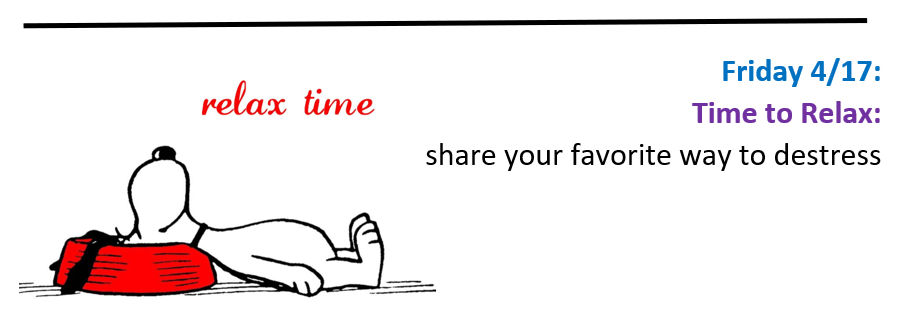 Friday 4/17:
relax time
Time to Relax:
share your favorite way to destress